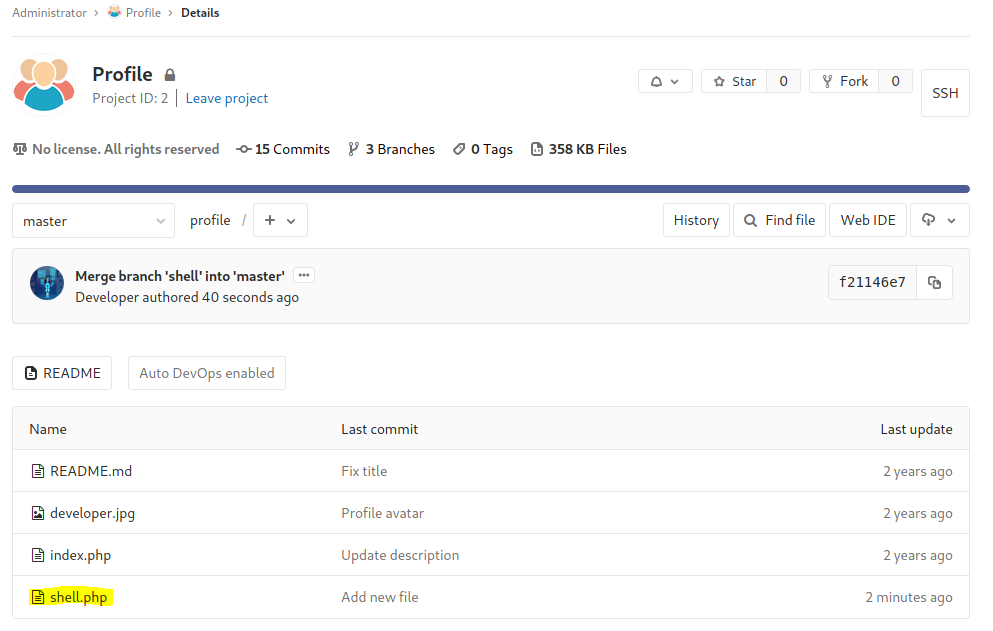 Administrator › Profile › Details
Profile
Project ID: 2 | Leave project
Star 0 Fork 0 SSH
No license. All rights reserved 15 Commits 3 Branches 0 Tags 358 KB Files
master profile / + History Find file Web IDE
Merge branch 'shell' into 'master' ···
Developer authored 40 seconds ago
f21146e7
README Auto DevOps enabled
Name Last commit Last update
README.md Fix title 2 years ago
developer.jpg Profile avatar 2 years ago
index.php Update description 2 years ago
shell.php Add new file 2 minutes ago